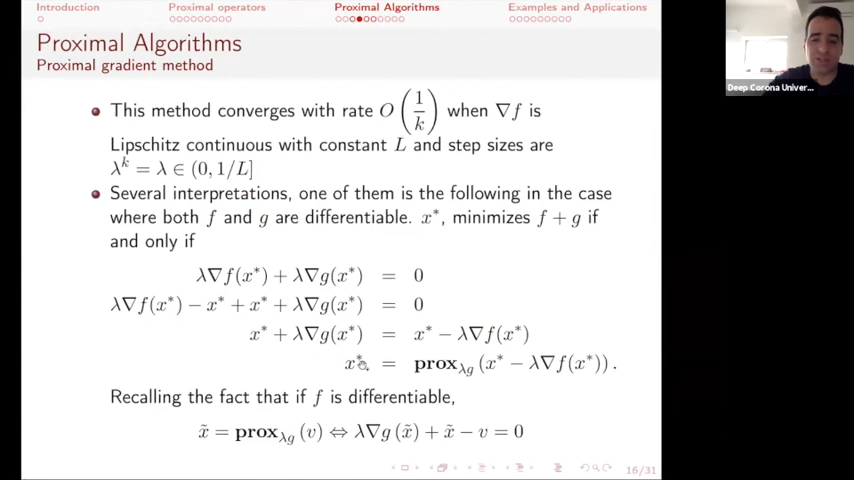 Introduction Proximal operators Proximal Algorithms Examples and Applications
Proximal Algorithms
Proximal gradient method
Deep Corona Univer...
This method converges with rate O(1/k) when ∇f is
Lipschitz continuous with constant L and step sizes are
λ^k = λ ∈ (0, 1/L]
Several interpretations, one of them is the following in the case
where both f and g are differentiable. x*, minimizes f + g if
and only if
λ∇f(x*) + λ∇g(x*) = 0
λ∇f(x*) − x* + x* + λ∇g(x*) = 0
x* + λ∇g(x*) = x* − λ∇f(x*)
x* = prox_λg (x* − λ∇f(x*)).
Recalling the fact that if f is differentiable,
x̃ = prox_λg (v) ⇔ λ∇g (x̃) + x̃ − v = 0
16/31